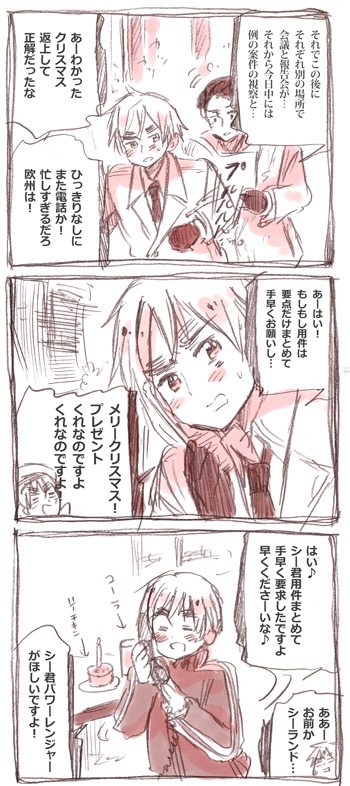 それでこの後に
それぞれ別の場所で
会議と報告会が…
それから今日中には
例の案件の視察と…
あーわかった
クリスマス
返上して
正解だったな
ひっきりなしに
また電話か！
忙しすぎるだろ
欧州は！
あーはい！
もしもし用件は
要点だけまとめて
手早くお願いし…
メリークリスマス！
プレゼント
くれなのですよ
くれなのですよ！
はい♪
シー君用件まとめて
手早く要求したですよ
早くくださーいな♪
コーラ→
ああー
お前か
シーランド…
シー君パワーレンジャー
がほしいですよ！